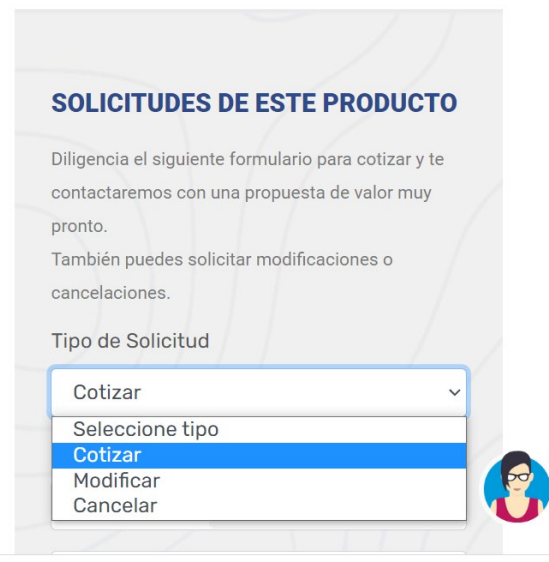 SOLICITUDES DE ESTE PRODUCTO
Diligencia el siguiente formulario para cotizar y te
contactaremos con una propuesta de valor muy
pronto.
También puedes solicitar modificaciones o
cancelaciones.
Tipo de Solicitud
Cotizar
Seleccione tipo
Cotizar
Modificar
Cancelar